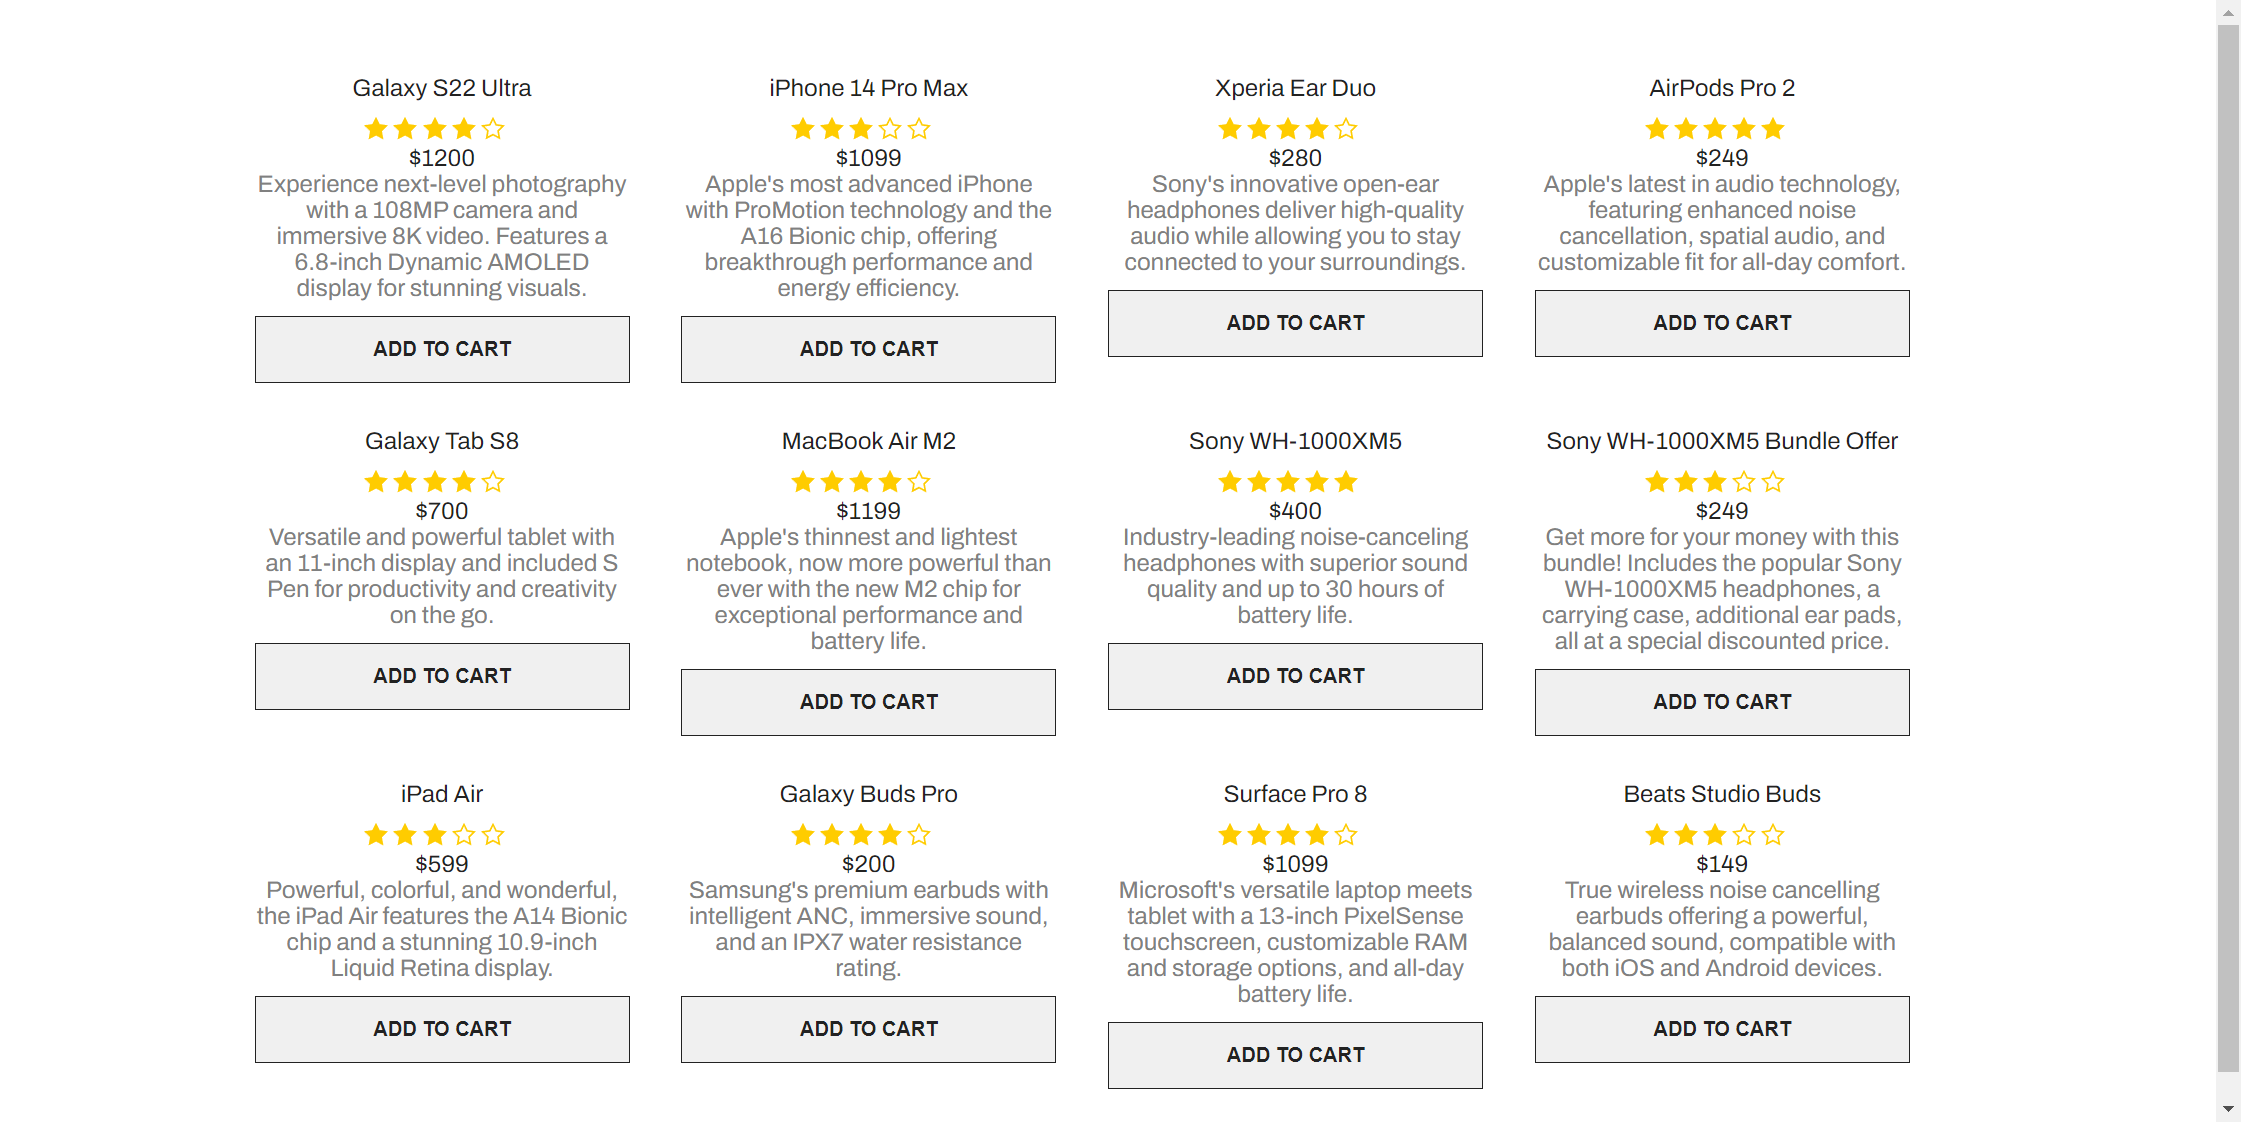 Galaxy S22 Ultra
$1200
Experience next-level photography
with a 108MP camera and
immersive 8K video. Features a
6.8-inch Dynamic AMOLED
display for stunning visuals.
ADD TO CART
iPhone 14 Pro Max
$1099
Apple's most advanced iPhone
with ProMotion technology and the
A16 Bionic chip, offering
breakthrough performance and
energy efficiency.
ADD TO CART
Xperia Ear Duo
$280
Sony's innovative open-ear
headphones deliver high-quality
audio while allowing you to stay
connected to your surroundings.
ADD TO CART
AirPods Pro 2
$249
Apple's latest in audio technology,
featuring enhanced noise
cancellation, spatial audio, and
customizable fit for all-day comfort.
ADD TO CART
Galaxy Tab S8
$700
Versatile and powerful tablet with
an 11-inch display and included S
Pen for productivity and creativity
on the go.
ADD TO CART
MacBook Air M2
$1199
Apple's thinnest and lightest
notebook, now more powerful than
ever with the new M2 chip for
exceptional performance and
battery life.
ADD TO CART
Sony WH-1000XM5
$400
Industry-leading noise-canceling
headphones with superior sound
quality and up to 30 hours of
battery life.
ADD TO CART
Sony WH-1000XM5 Bundle Offer
$249
Get more for your money with this
bundle! Includes the popular Sony
WH-1000XM5 headphones, a
carrying case, additional ear pads,
all at a special discounted price.
ADD TO CART
iPad Air
$599
Powerful, colorful, and wonderful,
the iPad Air features the A14 Bionic
chip and a stunning 10.9-inch
Liquid Retina display.
ADD TO CART
Galaxy Buds Pro
$200
Samsung's premium earbuds with
intelligent ANC, immersive sound,
and an IPX7 water resistance
rating.
ADD TO CART
Surface Pro 8
$1099
Microsoft's versatile laptop meets
tablet with a 13-inch PixelSense
touchscreen, customizable RAM
and storage options, and all-day
battery life.
ADD TO CART
Beats Studio Buds
$149
True wireless noise cancelling
earbuds offering a powerful,
balanced sound, compatible with
both iOS and Android devices.
ADD TO CART